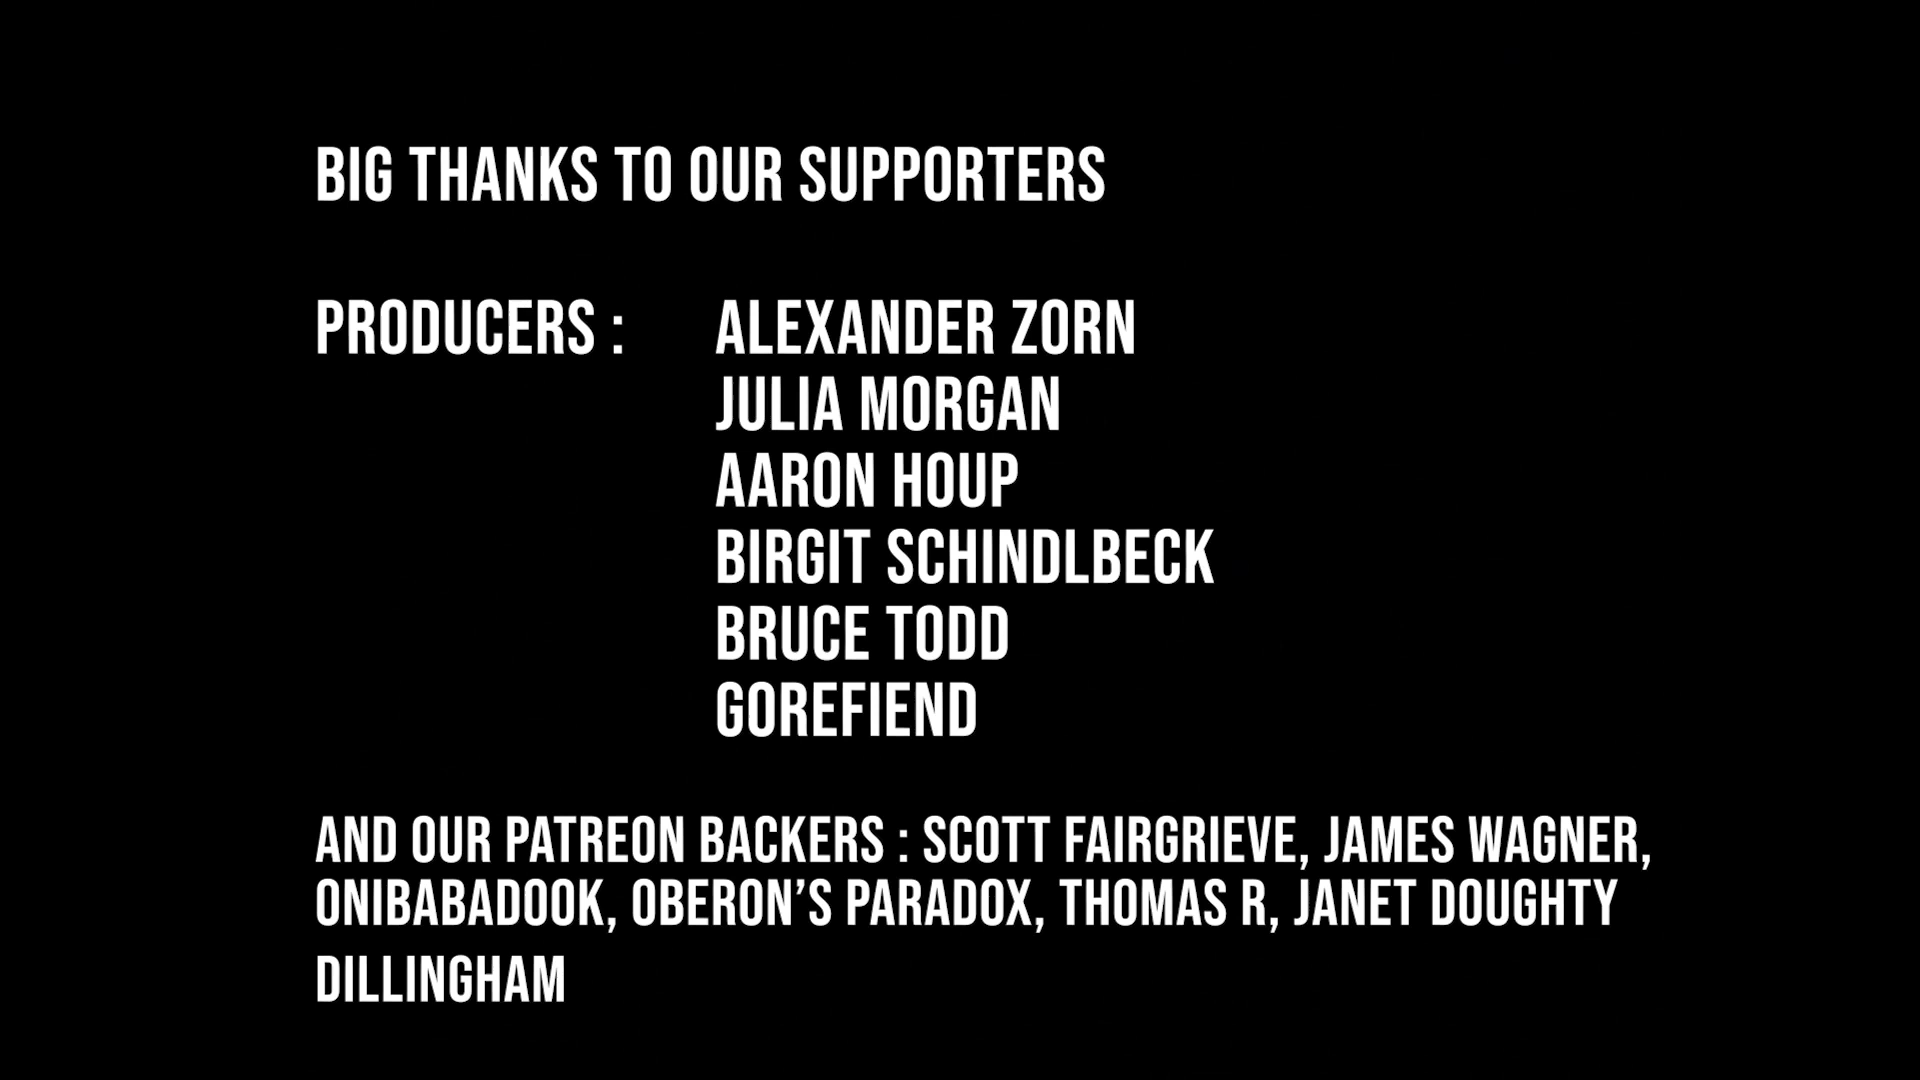 BIG THANKS TO OUR SUPPORTERS
PRODUCERS : ALEXANDER ZORN
JULIA MORGAN
AARON HOUP
BIRGIT SCHINDLBECK
BRUCE TODD
GOREFIEND
AND OUR PATREON BACKERS : SCOTT FAIRGRIEVE, JAMES WAGNER,
ONIBABADOOK, OBERON’S PARADOX, THOMAS R, JANET DOUGHTY
DILLINGHAM